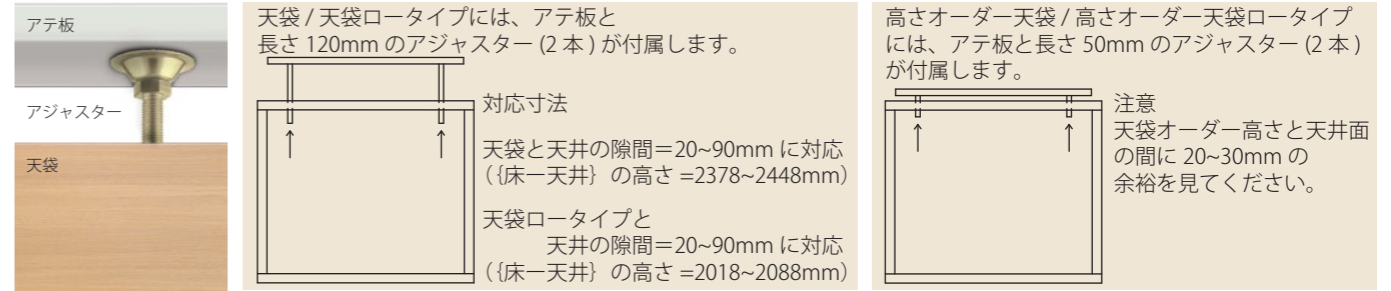 アテ板
アジャスター
天袋
天袋 / 天袋ロータイプには、アテ板と
長さ 120mm のアジャスター (2 本 ) が付属します。
対応寸法
天袋と天井の隙間＝20~90mm に対応
（{床ー天井｝の高さ =2378~2448mm）
天袋ロータイプと
天井の隙間＝20~90mm に対応
（{床ー天井｝の高さ =2018~2088mm）
高さオーダー天袋 / 高さオーダー天袋ロータイプ
には、アテ板と長さ 50mm のアジャスター (2 本 )
が付属します。
注意
天袋オーダー高さと天井面
の間に 20~30mm の
余裕を見てください。